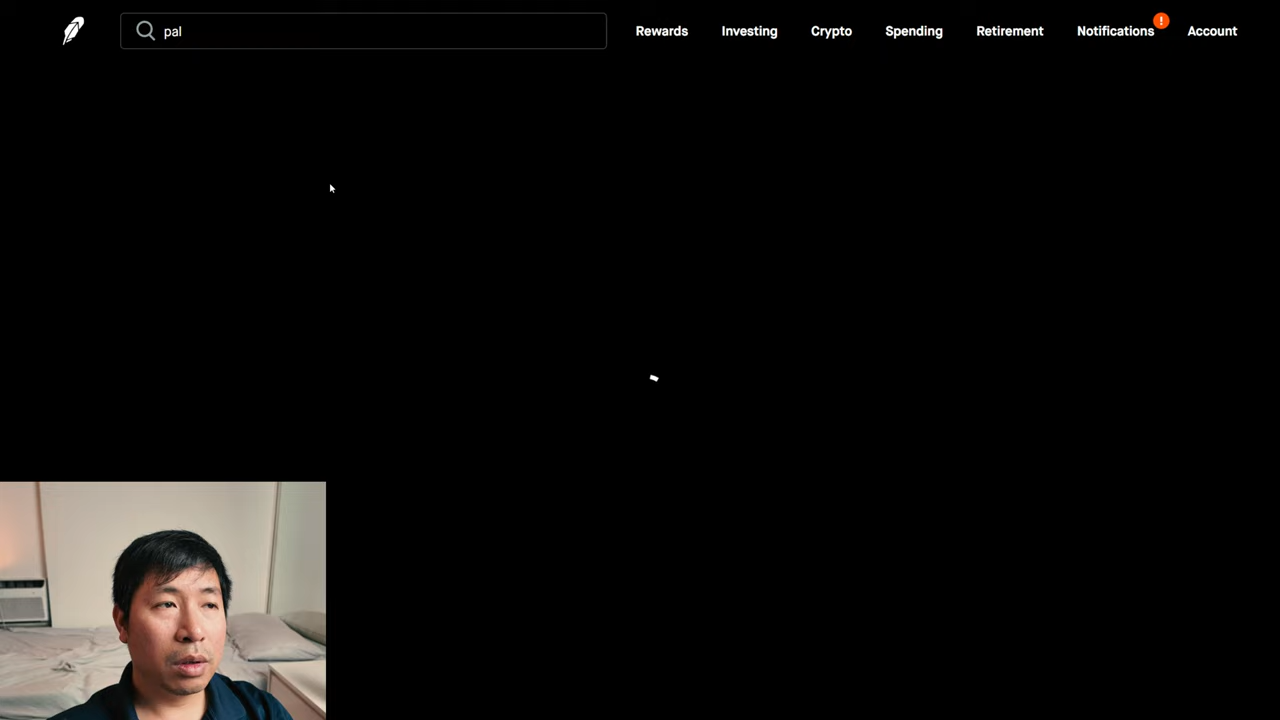 pal
Rewards
Investing
Crypto
Spending
Retirement
Notifications
!
Account